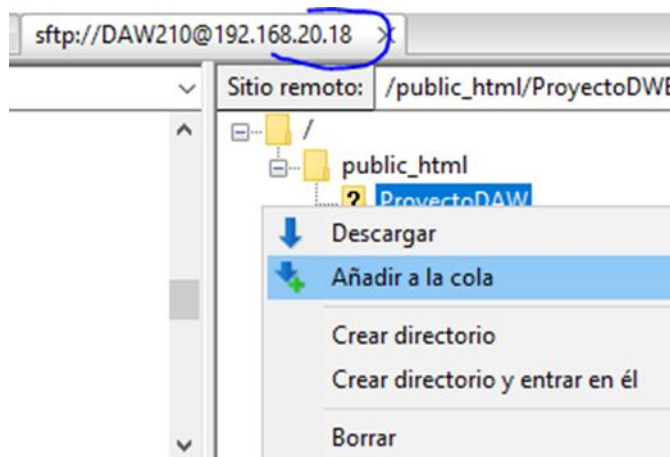 sftp://DAW210@192.168.20.18
Sitio remoto: /public_html/ProyectoDWE
/
public_html
? ProyectoDAW
Descargar
Añadir a la cola
Crear directorio
Crear directorio y entrar en él
Borrar